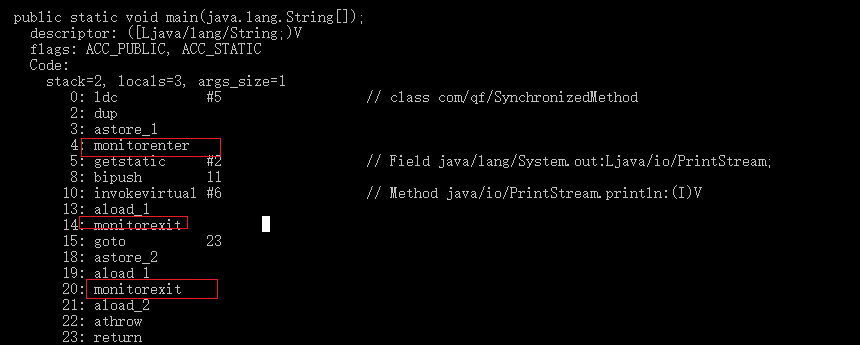 public static void main(java.lang.String[]);
descriptor: ([Ljava/lang/String;)V
flags: ACC_PUBLIC, ACC_STATIC
Code:
stack=2, locals=3, args_size=1
0: ldc #5 // class com/qf/SynchronizedMethod
2: dup
3: astore_1
4: monitorenter
5: getstatic #2 // Field java/lang/System.out:Ljava/io/PrintStream;
8: bipush 11
10: invokevirtual #6 // Method java/io/PrintStream.println:(I)V
13: aload_1
14: monitorexit
15: goto 23
18: astore_2
19: aload_1
20: monitorexit
21: aload_2
22: athrow
23: return